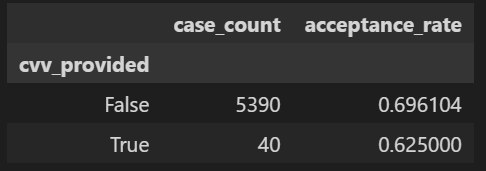 case_count acceptance_rate
cvv_provided
False 5390 0.696104
True 40 0.625000